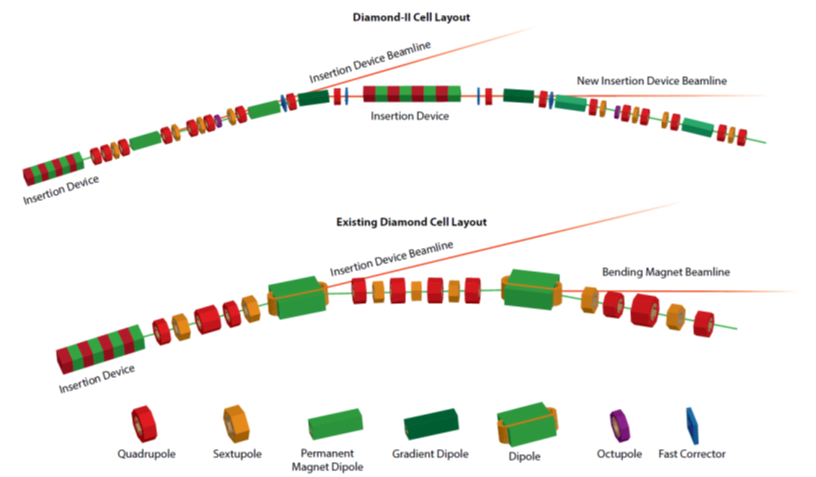 Diamond-II Cell Layout
Insertion Device Beamline
New Insertion Device Beamline
Insertion Device
Insertion Device
Existing Diamond Cell Layout
Insertion Device Beamline
Bending Magnet Beamline
Insertion Device
Quadrupole
Sextupole
Permanent
Magnet Dipole
Gradient Dipole
Dipole
Octupole
Fast Corrector